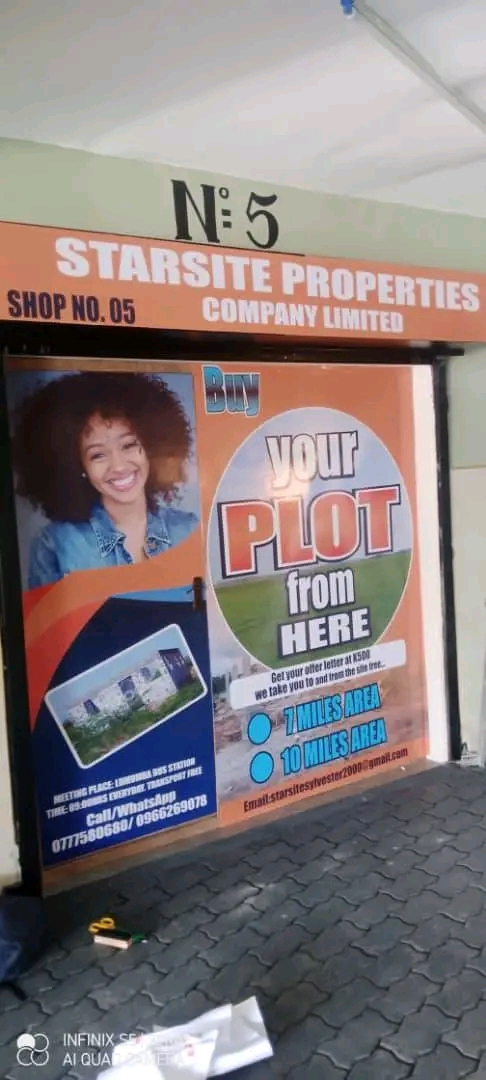 Nº: 5
STARSITE PROPERTIES
SHOP NO. 05
COMPANY LIMITED
Buy
your
PLOT
from
HERE
Get your offer letter at K500
we take you to and from the site free..
7 MILES AREA
10 MILES AREA
Email:starsitesylvester2000@gmail.com
MEETING PLACE: LUMUMBA BUS STATION
TIME: 09:00HRS EVERYDAY. TRANSPORT FREE
Call/WhatsApp
0777580680/ 0966269078
INFINIX
AI QUAD CAMERA